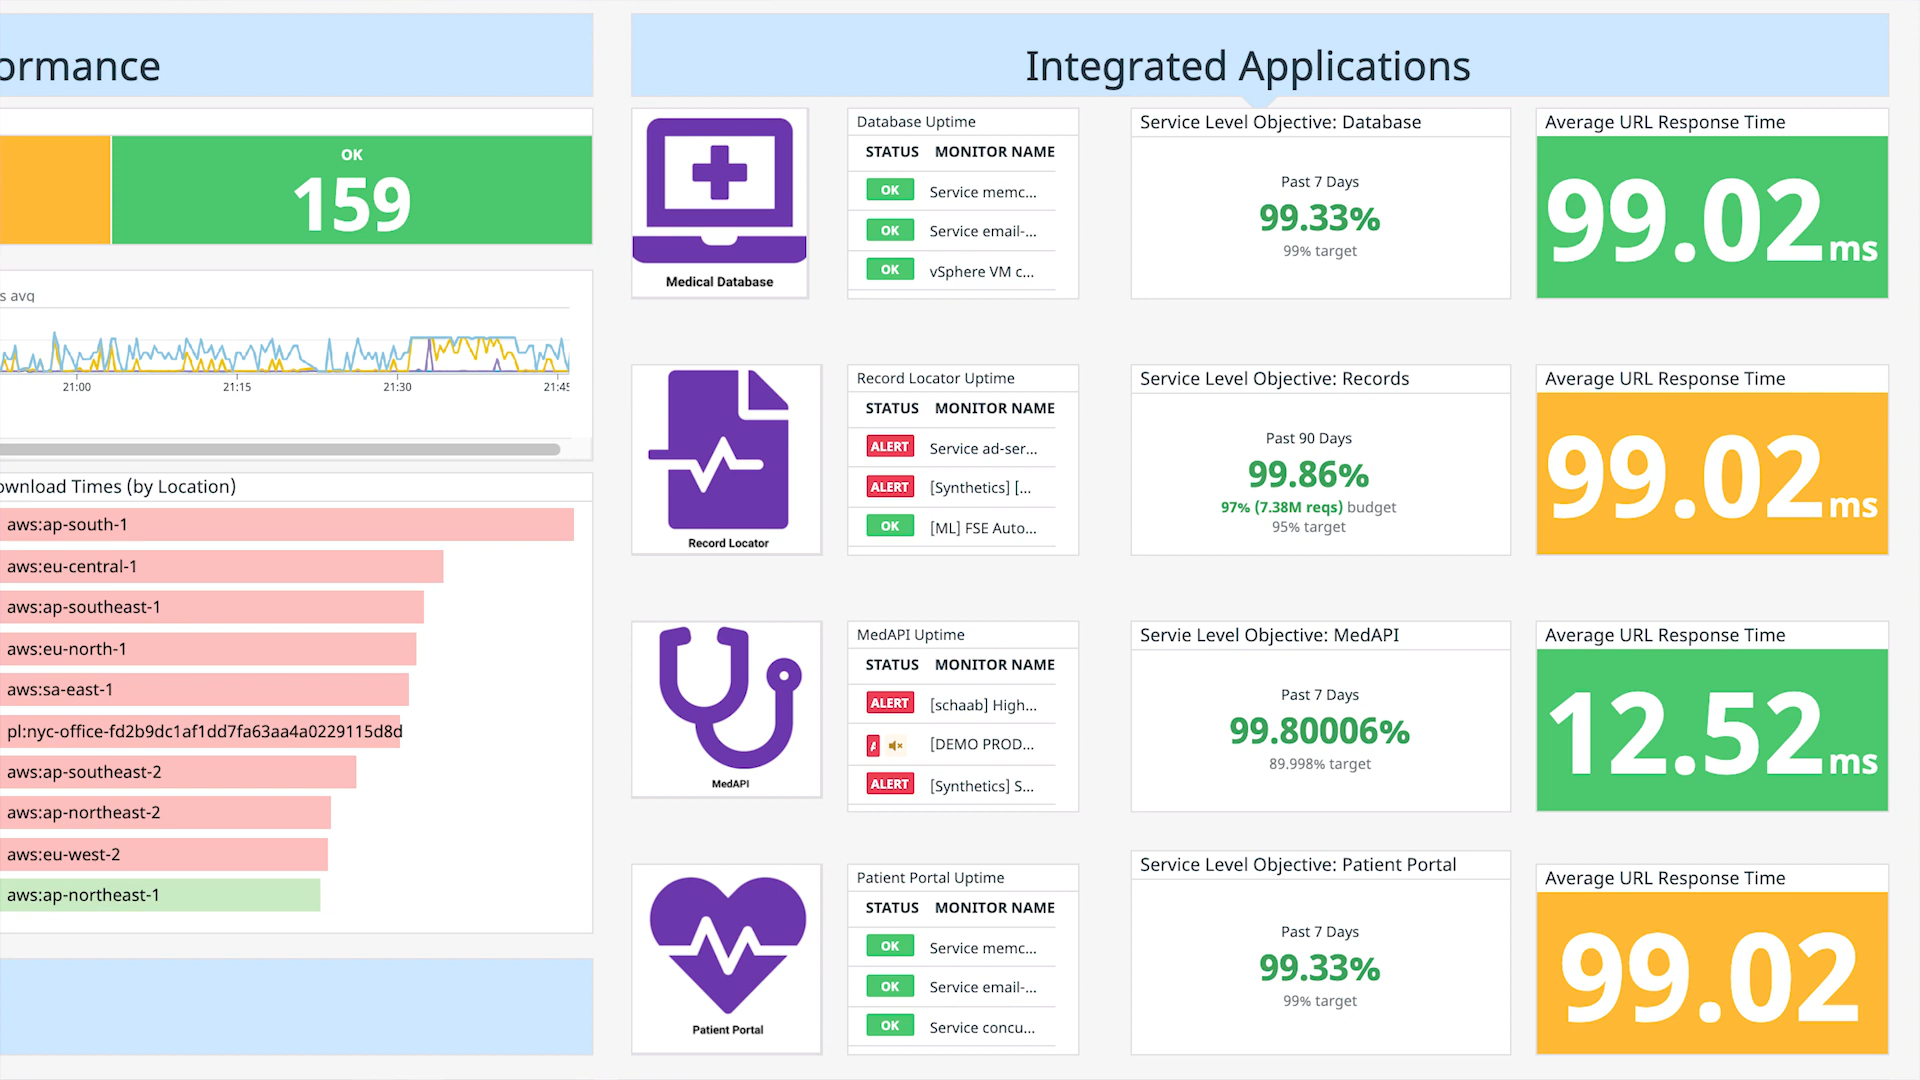 ormance
OK
159
s avg
21:00 21:15 21:30 21:45
ownload Times (by Location)
aws:ap-south-1
aws:eu-central-1
aws:ap-southeast-1
aws:eu-north-1
aws:sa-east-1
pl:nyc-office-fd2b9dc1af1dd7fa63aa4a0229115d8d
aws:ap-southeast-2
aws:ap-northeast-2
aws:eu-west-2
aws:ap-northeast-1
Integrated Applications
Medical Database
Database Uptime
STATUS MONITOR NAME
OK Service memc...
OK Service email-...
OK vSphere VM c...
Service Level Objective: Database
Past 7 Days
99.33%
99% target
Average URL Response Time
99.02 ms
Record Locator
Record Locator Uptime
STATUS MONITOR NAME
ALERT Service ad-ser...
ALERT [Synthetics] [...
OK [ML] FSE Auto...
Service Level Objective: Records
Past 90 Days
99.86%
97% (7.38M reqs) budget
95% target
Average URL Response Time
99.02 ms
MedAPI
MedAPI Uptime
STATUS MONITOR NAME
ALERT [schaab] High...
A [DEMO PROD...
ALERT [Synthetics] S...
Servie Level Objective: MedAPI
Past 7 Days
99.80006%
89.998% target
Average URL Response Time
12.52 ms
Patient Portal
Patient Portal Uptime
STATUS MONITOR NAME
OK Service memc...
OK Service email-...
OK Service concu...
Service Level Objective: Patient Portal
Past 7 Days
99.33%
99% target
Average URL Response Time
99.02